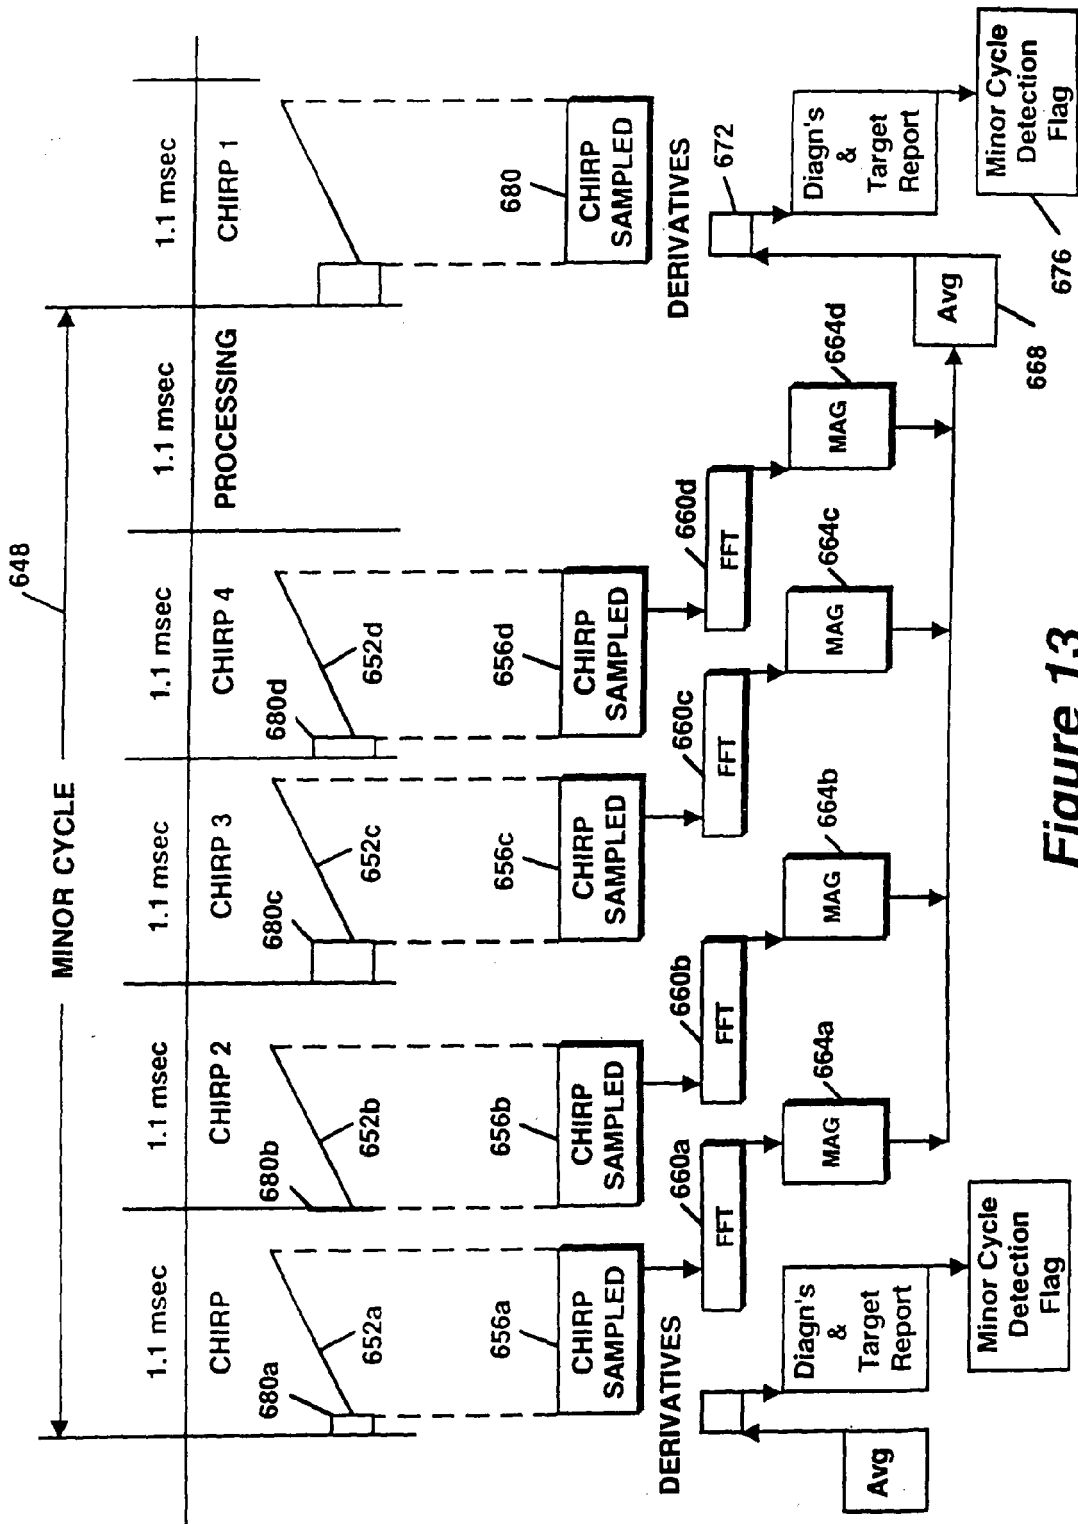 648
MINOR CYCLE
1.1 msec
1.1 msec
1.1 msec
1.1 msec
1.1 msec
1.1 msec
CHIRP
CHIRP 2
CHIRP 3
CHIRP 4
PROCESSING
CHIRP 1
680a
680b
680c
680d
652a
652b
652c
652d
656a
656b
656c
656d
680
CHIRP
SAMPLED
CHIRP
SAMPLED
CHIRP
SAMPLED
CHIRP
SAMPLED
CHIRP
SAMPLED
DERIVATIVES
660a
660b
660c
660d
DERIVATIVES
672
FFT
FFT
FFT
FFT
664a
664b
664c
664d
Diagn's
&
Target
Report
MAG
MAG
MAG
MAG
Diagn's
&
Target
Report
Avg
Avg
668
Minor Cycle
Detection
Flag
Minor Cycle
Detection
Flag
676
Figure 13